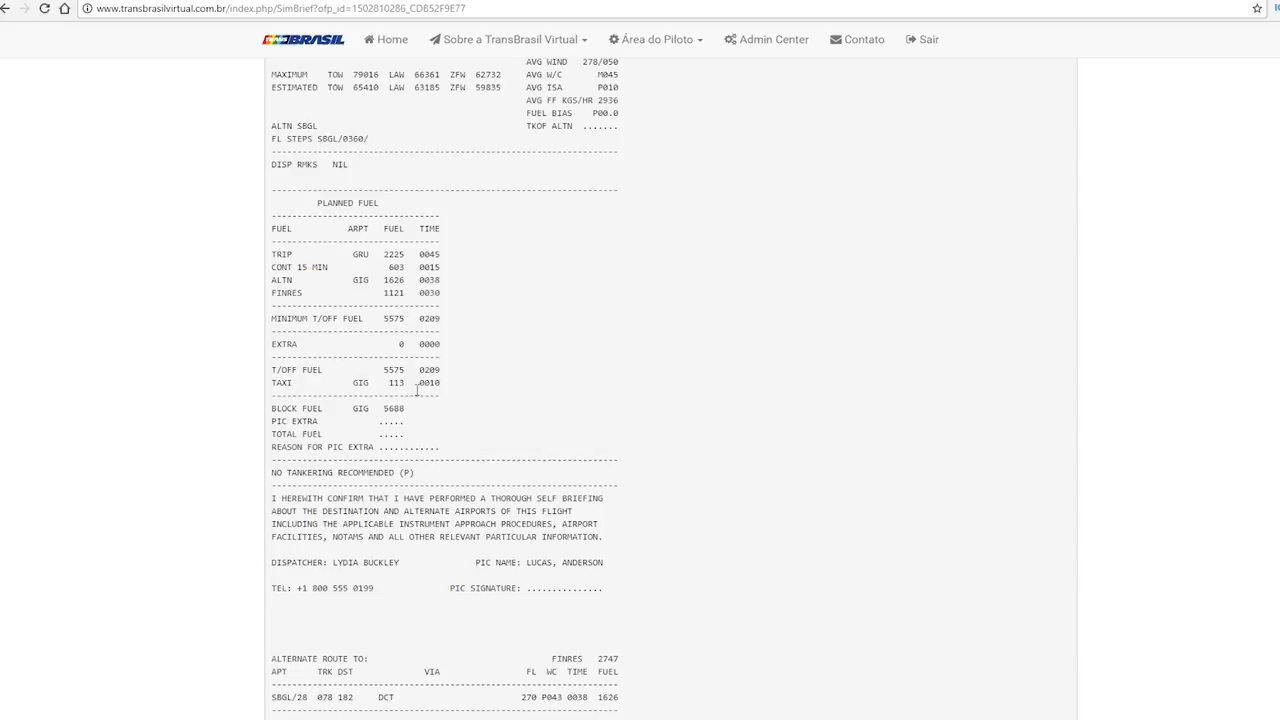 www.transbrasilvirtual.com.br/index.php/SimBrief?ofp_id=1502810286_CDB52F9E77
BRASIL Home Sobre a TransBrasil Virtual Área do Piloto Admin Center Contato Sair
AVG WIND 278/050
MAXIMUM TOW 79016 LAW 66361 ZFW 62732 AVG W/C M045
ESTIMATED TOW 65410 LAW 63185 ZFW 59835 AVG ISA P010
AVG FF KGS/HR 2936
FUEL BIAS P00.0
ALTN SBGL TKOF ALTN .......
FL STEPS SBGL/0360/
--------------------------------------------------------------------
DISP RMKS NIL
--------------------------------------------------------------------
PLANNED FUEL
---------------------------------
FUEL ARPT FUEL TIME
---------------------------------
TRIP GRU 2225 0045
CONT 15 MIN 603 0015
ALTN GIG 1626 0038
FINRES 1121 0030
---------------------------------
MINIMUM T/OFF FUEL 5575 0209
---------------------------------
EXTRA 0 0000
---------------------------------
T/OFF FUEL 5575 0209
TAXI GIG 113 0010
---------------------------------
BLOCK FUEL GIG 5688
PIC EXTRA .....
TOTAL FUEL .....
REASON FOR PIC EXTRA ............
--------------------------------------------------------------------
NO TANKERING RECOMMENDED (P)
--------------------------------------------------------------------
I HEREWITH CONFIRM THAT I HAVE PERFORMED A THOROUGH SELF BRIEFING
ABOUT THE DESTINATION AND ALTERNATE AIRPORTS OF THIS FLIGHT
INCLUDING THE APPLICABLE INSTRUMENT APPROACH PROCEDURES, AIRPORT
FACILITIES, NOTAMS AND ALL OTHER RELEVANT PARTICULAR INFORMATION.
DISPATCHER: LYDIA BUCKLEY PIC NAME: LUCAS, ANDERSON
TEL: +1 800 555 0199 PIC SIGNATURE: ...............
ALTERNATE ROUTE TO: FINRES 2747
APT TRK DST VIA FL WC TIME FUEL
--------------------------------------------------------------------
SBGL/28 078 182 DCT 270 P043 0038 1626
--------------------------------------------------------------------